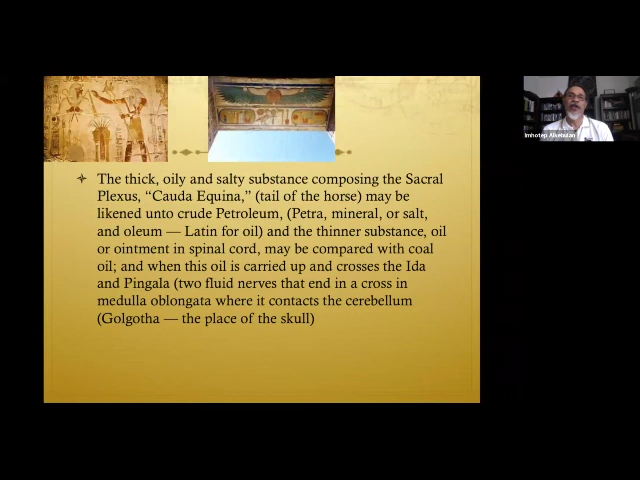 The thick, oily and salty substance composing the Sacral
Plexus, “Cauda Equina,” (tail of the horse) may be
likened unto crude Petroleum, (Petra, mineral, or salt,
and oleum — Latin for oil) and the thinner substance, oil
or ointment in spinal cord, may be compared with coal
oil; and when this oil is carried up and crosses the Ida
and Pingala (two fluid nerves that end in a cross in
medulla oblongata where it contacts the cerebellum
(Golgotha — the place of the skull)
Imhotep Alkebulan